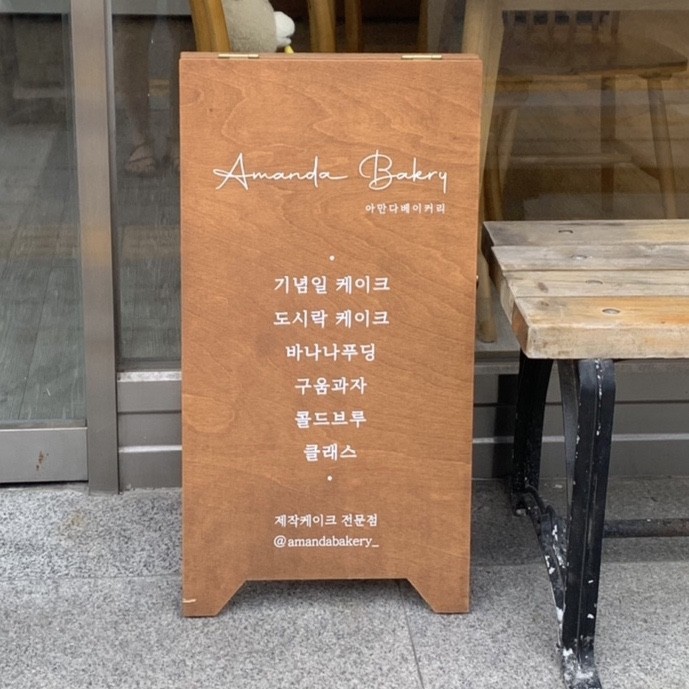 Amanda Bakery
아만다베이커리
기념일 케이크
도시락 케이크
바나나푸딩
구움과자
콜드브루
클래스
제작케이크 전문점
@amandabakery_